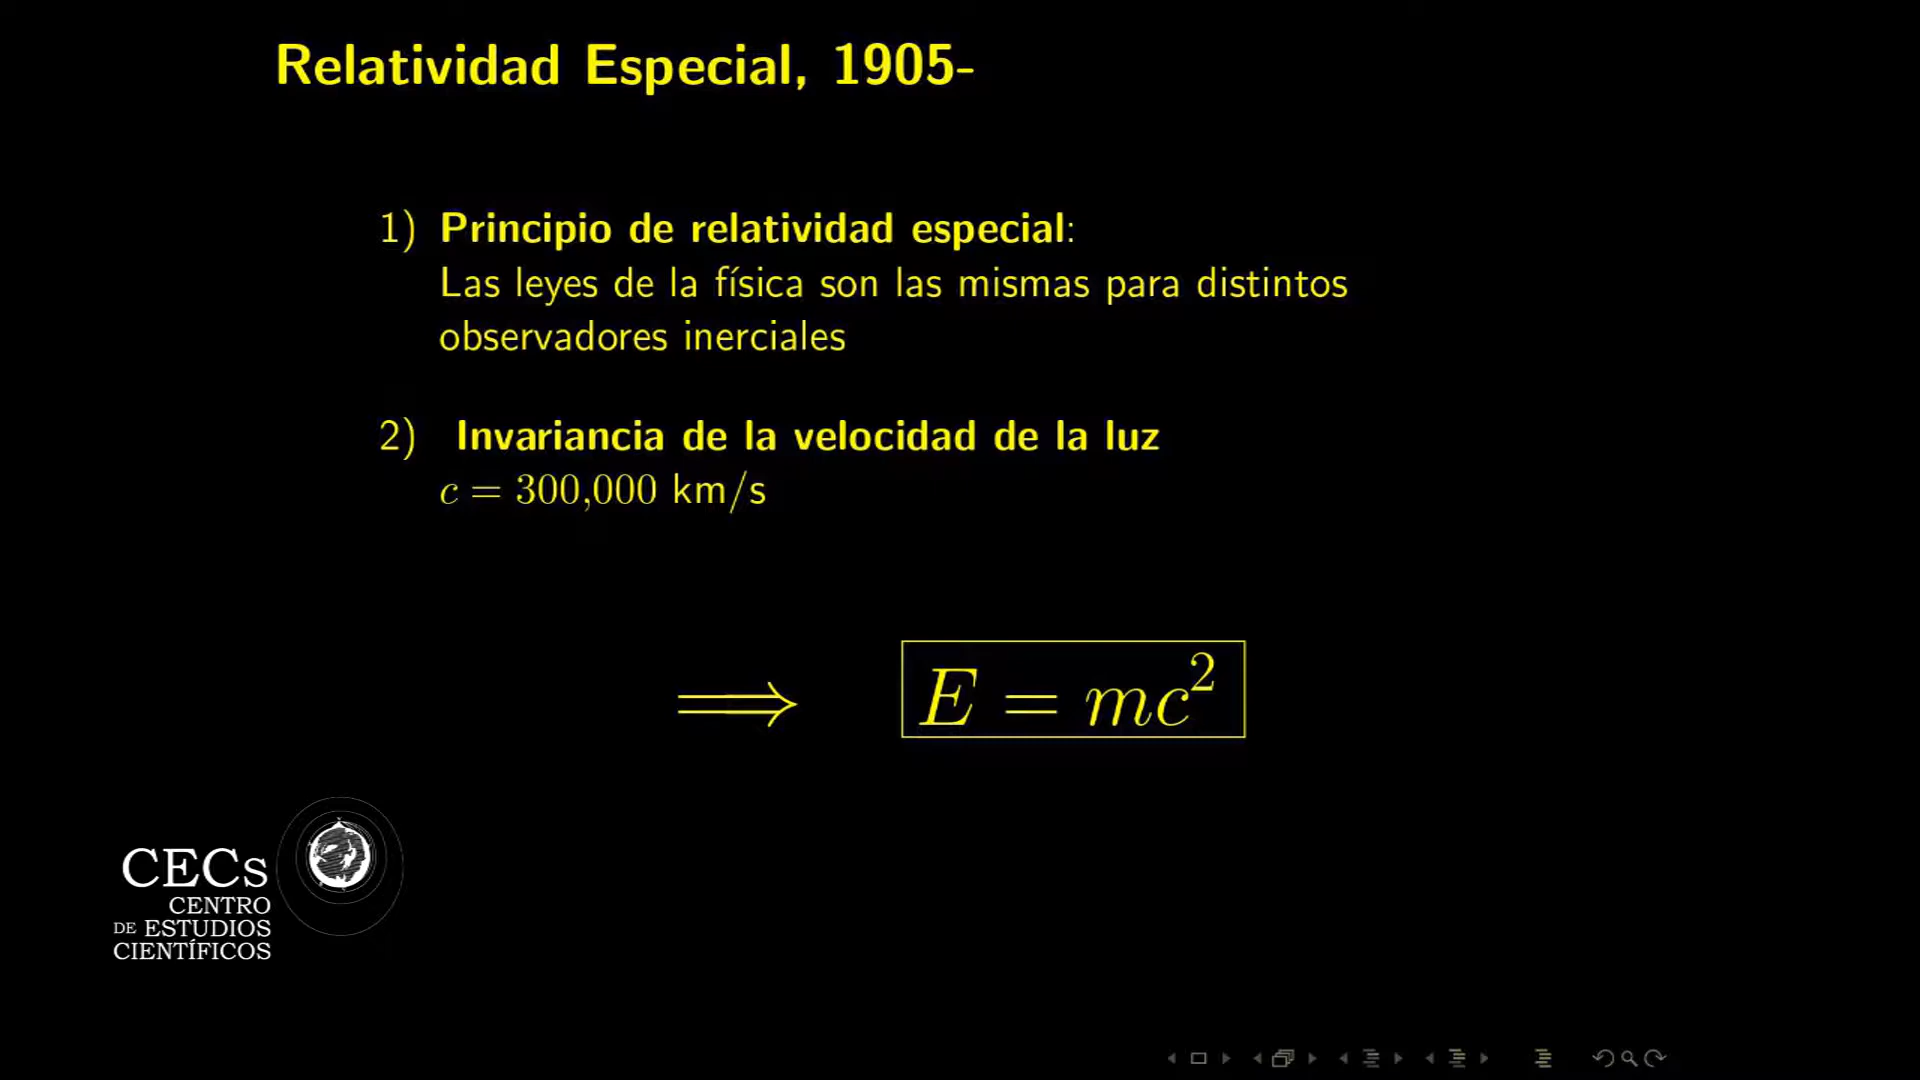 Relatividad Especial, 1905-
1) Principio de relatividad especial:
Las leyes de la física son las mismas para distintos
observadores inerciales
2) Invariancia de la velocidad de la luz
c = 300,000 km/s
⟹ E = mc²
CECs
CENTRO
DE ESTUDIOS
CIENTÍFICOS